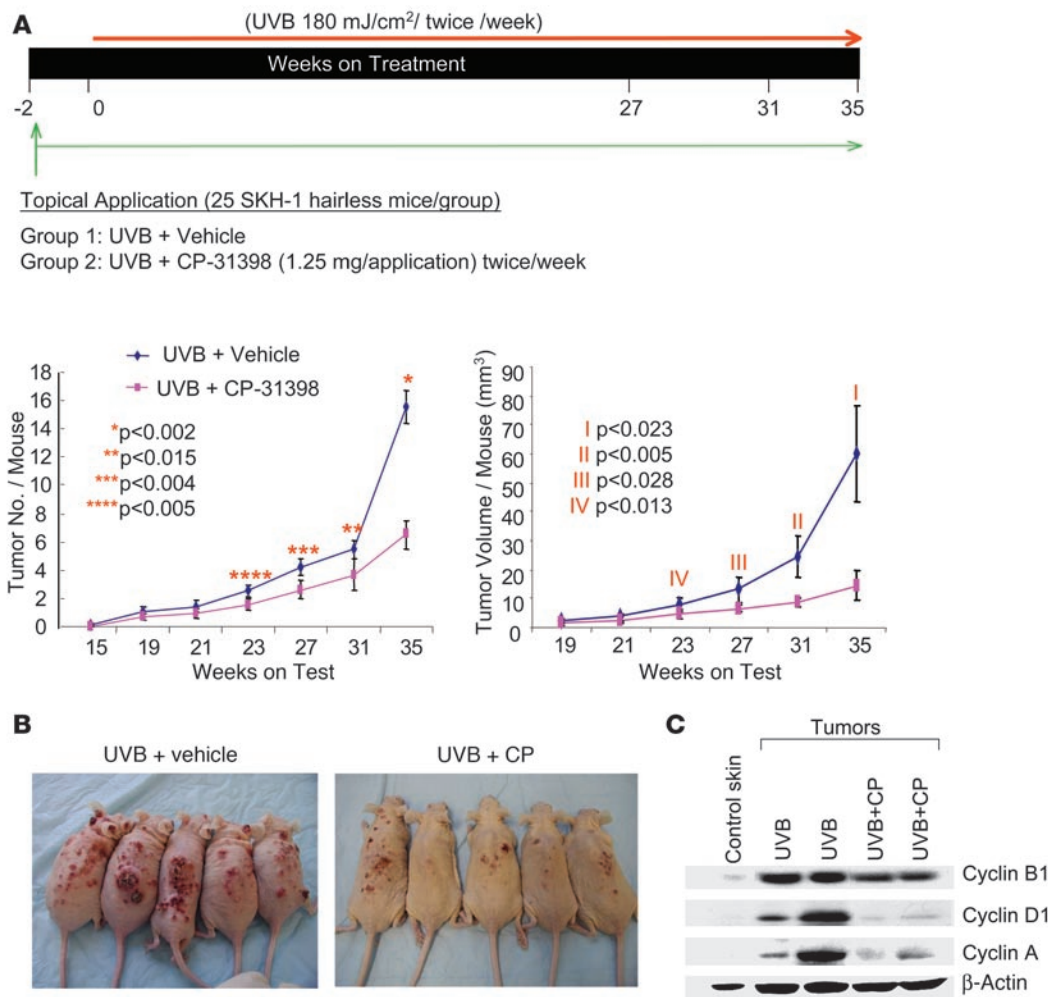 A
(UVB 180 mJ/cm²/ twice /week)
Weeks on Treatment
-2 0 27 31 35
Topical Application (25 SKH-1 hairless mice/group)
Group 1: UVB + Vehicle
Group 2: UVB + CP-31398 (1.25 mg/application) twice/week
UVB + Vehicle
UVB + CP-31398
*p<0.002
**p<0.015
***p<0.004
****p<0.005
**** *** ** *
Tumor No. / Mouse
18
16
14
12
10
8
6
4
2
0
15 19 21 23 27 31 35
Weeks on Test
I p<0.023
II p<0.005
III p<0.028
IV p<0.013
IV III II I
Tumor Volume / Mouse (mm³)
90
80
70
60
50
40
30
20
10
0
19 21 23 27 31 35
Weeks on Test
B
UVB + vehicle
UVB + CP
C
Tumors
Control skin
UVB
UVB
UVB+CP
UVB+CP
Cyclin B1
Cyclin D1
Cyclin A
β-Actin